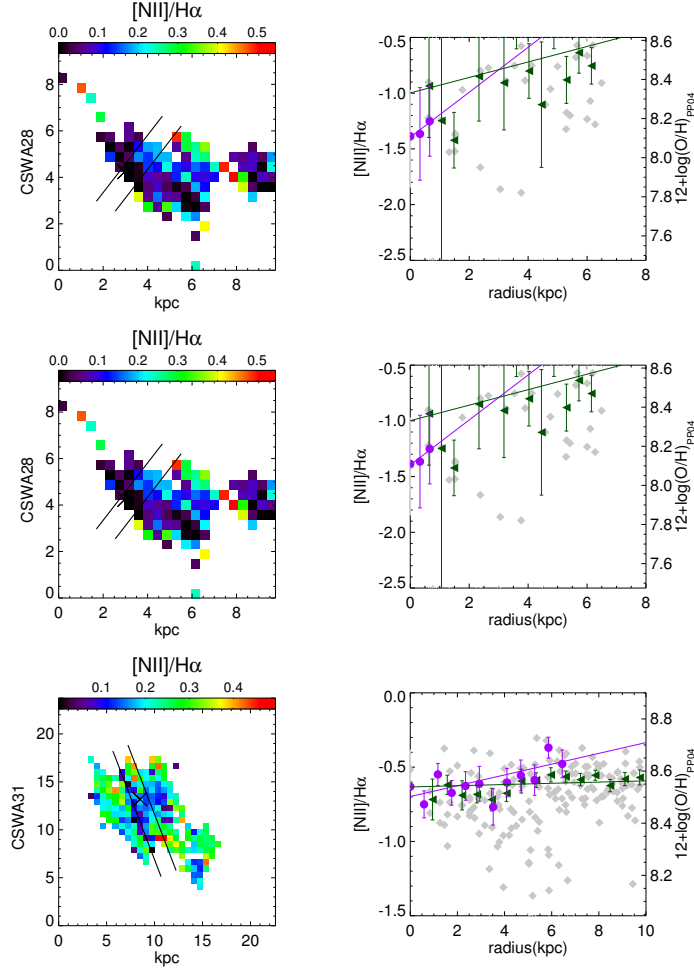 [NII]/Hα
0.0 0.1 0.2 0.3 0.4 0.5
CSWA28
8
6
4
2
0
0 2 4 6 8
kpc
[NII]/Hα
-0.5
-1.0
-1.5
-2.0
-2.5
0 2 4 6 8
radius(kpc)
12+log(O/H)PP04
8.6
8.4
8.2
8.0
7.8
7.6
[NII]/Hα
0.0 0.1 0.2 0.3 0.4 0.5
CSWA28
8
6
4
2
0
0 2 4 6 8
kpc
[NII]/Hα
-0.5
-1.0
-1.5
-2.0
-2.5
0 2 4 6 8
radius(kpc)
12+log(O/H)PP04
8.6
8.4
8.2
8.0
7.8
7.6
[NII]/Hα
0.1 0.2 0.3 0.4
CSWA31
20
15
10
5
0
0 5 10 15 20
kpc
[NII]/Hα
0.0
-0.5
-1.0
-1.5
0 2 4 6 8 10
radius(kpc)
12+log(O/H)PP04
8.8
8.6
8.4
8.2